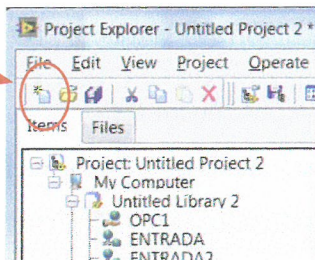 Project Explorer - Untitled Project 2 *
File Edit View Project Operate
Items Files
Project: Untitled Project 2
My Computer
Untitled Library 2
OPC1
ENTRADA
ENTRADA2